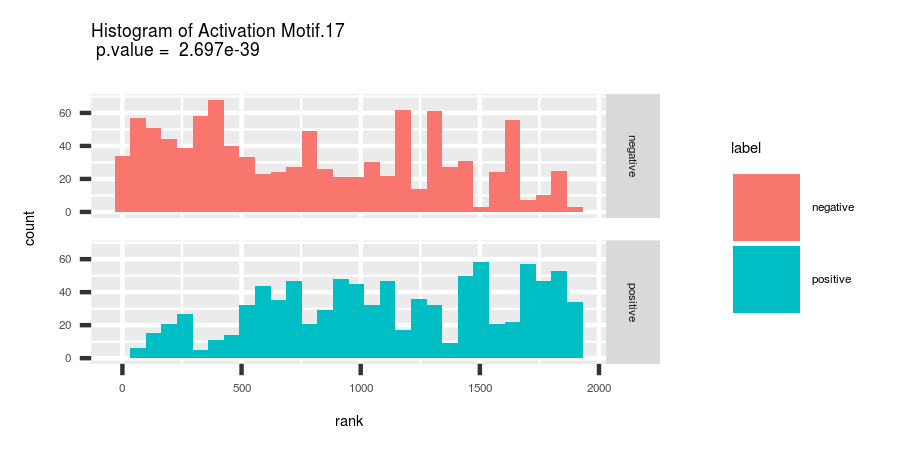 Histogram of Activation Motif.17
p.value = 2.697e-39
count
60
40
20
0
negative
60
40
20
0
positive
0 500 1000 1500 2000
rank
label
negative
positive